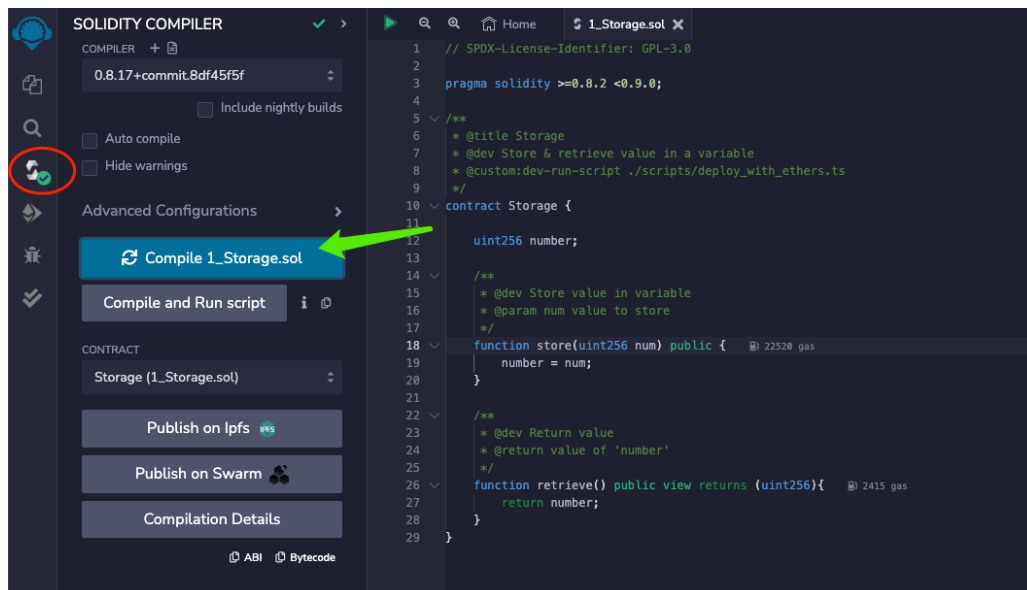 SOLIDITY COMPILER
COMPILER
0.8.17+commit.8df45f5f
Include nightly builds
Auto compile
Hide warnings
Advanced Configurations
Compile 1_Storage.sol
Compile and Run script
CONTRACT
Storage (1_Storage.sol)
Publish on Ipfs IPFS
Publish on Swarm
Compilation Details
ABI Bytecode
Home 1_Storage.sol
1 // SPDX-License-Identifier: GPL-3.0
2
3 pragma solidity >=0.8.2 <0.9.0;
4
5 /**
6 * @title Storage
7 * @dev Store & retrieve value in a variable
8 * @custom:dev-run-script ./scripts/deploy_with_ethers.ts
9 */
10 contract Storage {
11
12 uint256 number;
13
14 /**
15 * @dev Store value in variable
16 * @param num value to store
17 */
18 function store(uint256 num) public { 22520 gas
19 number = num;
20 }
21
22 /**
23 * @dev Return value
24 * @return value of 'number'
25 */
26 function retrieve() public view returns (uint256){ 2415 gas
27 return number;
28 }
29 }